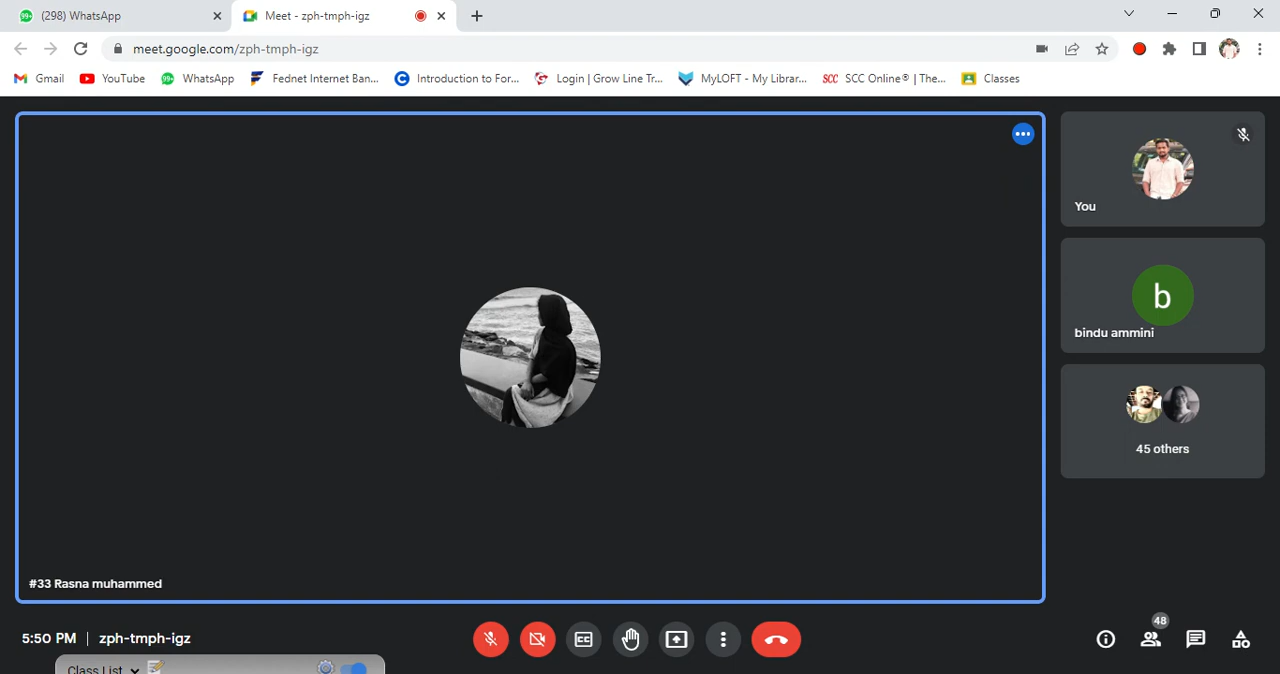 (298) WhatsApp
Meet - zph-tmph-igz
meet.google.com/zph-tmph-igz
Gmail
YouTube
99+
WhatsApp
Fednet Internet Ban...
Introduction to For...
Login | Grow Line Tr...
MyLOFT - My Librar...
SCC SCC Online® | The...
Classes
You
b
bindu ammini
45 others
#33 Rasna muhammed
5:50 PM | zph-tmph-igz
CC
48
Class List